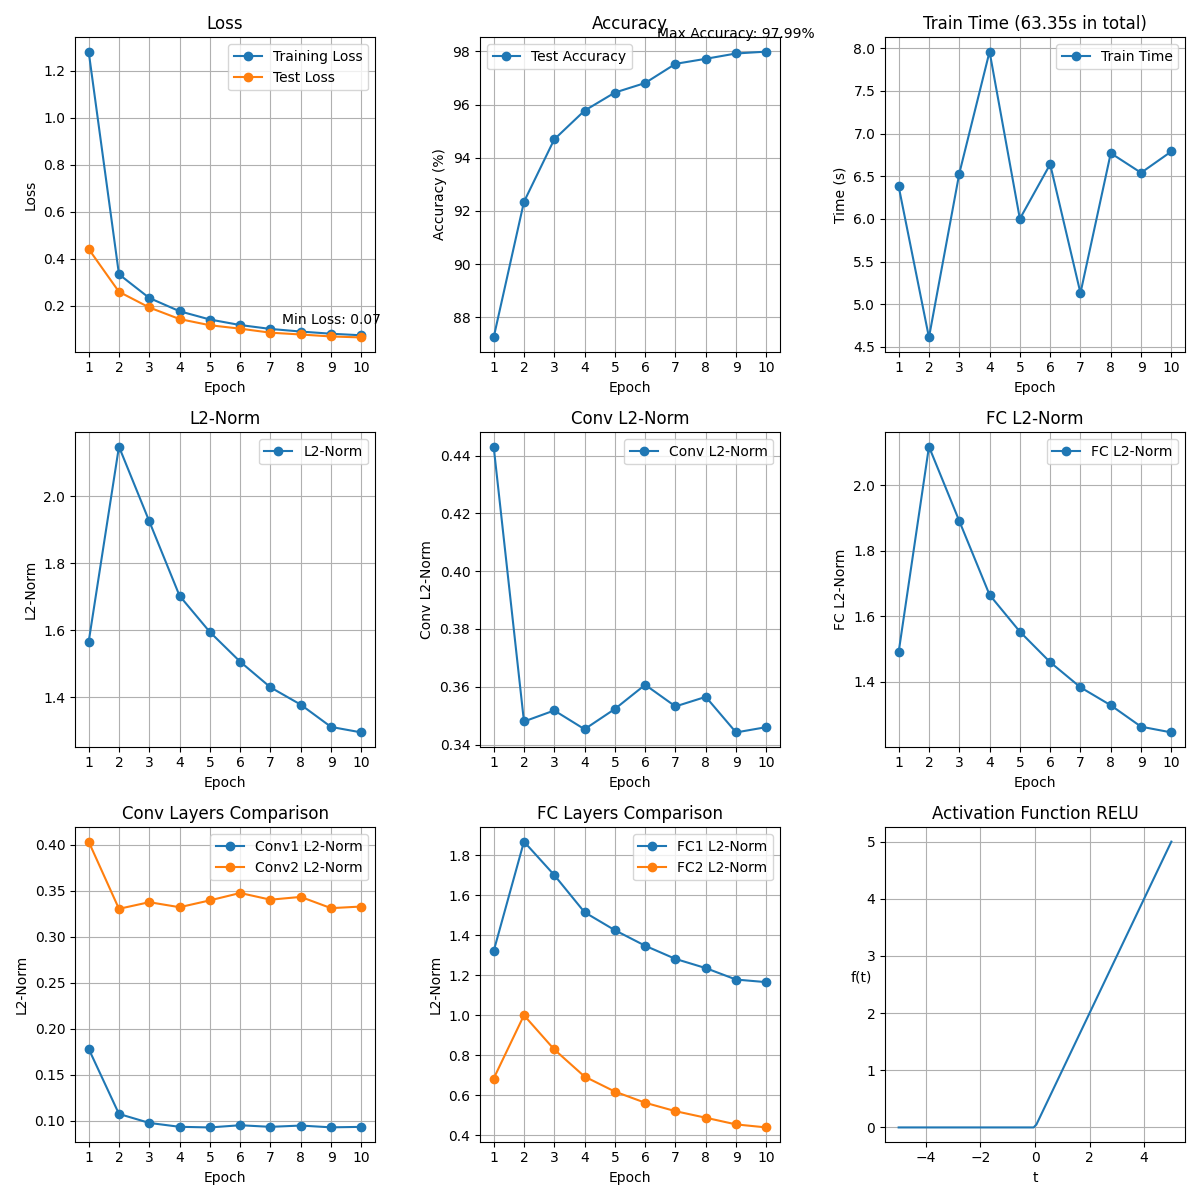 Loss
Training Loss
Test Loss
Min Loss: 0.07
1.2
1.0
0.8
0.6
0.4
0.2
Loss
1 2 3 4 5 6 7 8 9 10
Epoch
Accuracy
Max Accuracy: 97.99%
Test Accuracy
98
96
94
92
90
88
Accuracy (%)
1 2 3 4 5 6 7 8 9 10
Epoch
Train Time (63.35s in total)
Train Time
8.0
7.5
7.0
6.5
6.0
5.5
5.0
4.5
Time (s)
1 2 3 4 5 6 7 8 9 10
Epoch
L2-Norm
L2-Norm
2.0
1.8
1.6
1.4
L2-Norm
1 2 3 4 5 6 7 8 9 10
Epoch
Conv L2-Norm
Conv L2-Norm
0.44
0.42
0.40
0.38
0.36
0.34
Conv L2-Norm
1 2 3 4 5 6 7 8 9 10
Epoch
FC L2-Norm
FC L2-Norm
2.0
1.8
1.6
1.4
FC L2-Norm
1 2 3 4 5 6 7 8 9 10
Epoch
Conv Layers Comparison
Conv1 L2-Norm
Conv2 L2-Norm
0.40
0.35
0.30
0.25
0.20
0.15
0.10
L2-Norm
1 2 3 4 5 6 7 8 9 10
Epoch
FC Layers Comparison
FC1 L2-Norm
FC2 L2-Norm
1.8
1.6
1.4
1.2
1.0
0.8
0.6
0.4
L2-Norm
1 2 3 4 5 6 7 8 9 10
Epoch
Activation Function RELU
5
4
3
2
1
0
f(t)
−4 −2 0 2 4
t